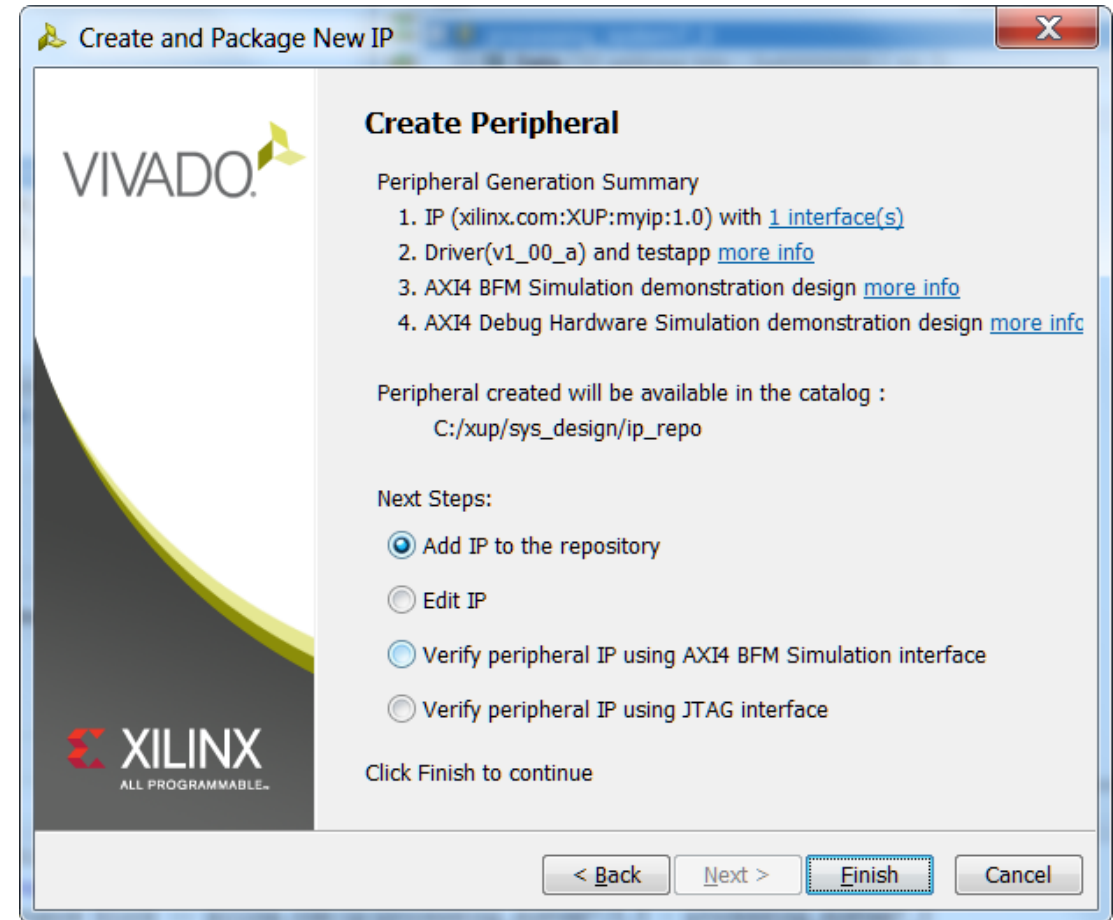 Create and Package New IP
VIVADO.
Create Peripheral
Peripheral Generation Summary
1. IP (xilinx.com:XUP:myip:1.0) with 1 interface(s)
2. Driver(v1_00_a) and testapp more info
3. AXI4 BFM Simulation demonstration design more info
4. AXI4 Debug Hardware Simulation demonstration design more info
Peripheral created will be available in the catalog :
C:/xup/sys_design/ip_repo
Next Steps:
Add IP to the repository
Edit IP
Verify peripheral IP using AXI4 BFM Simulation interface
Verify peripheral IP using JTAG interface
XILINX
ALL PROGRAMMABLE™
Click Finish to continue
< Back Next > Finish Cancel